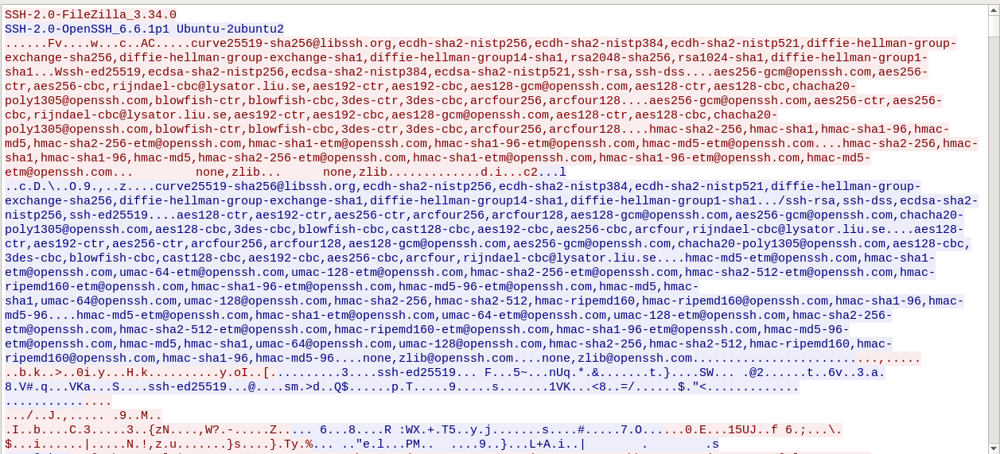 SSH-2.0-FileZilla_3.34.0
SSH-2.0-OpenSSH_6.6.1p1 Ubuntu-2ubuntu2
......Fv....w...c..AC.....curve25519-sha256@libssh.org,ecdh-sha2-nistp256,ecdh-sha2-nistp384,ecdh-sha2-nistp521,diffie-hellman-group-
exchange-sha256,diffie-hellman-group-exchange-sha1,diffie-hellman-group14-sha1,rsa2048-sha256,rsa1024-sha1,diffie-hellman-group1-
sha1...Wssh-ed25519,ecdsa-sha2-nistp256,ecdsa-sha2-nistp384,ecdsa-sha2-nistp521,ssh-rsa,ssh-dss....aes256-gcm@openssh.com,aes256-
ctr,aes256-cbc,rijndael-cbc@lysator.liu.se,aes192-ctr,aes192-cbc,aes128-gcm@openssh.com,aes128-ctr,aes128-cbc,chacha20-
poly1305@openssh.com,blowfish-ctr,blowfish-cbc,3des-ctr,3des-cbc,arcfour256,arcfour128....aes256-gcm@openssh.com,aes256-ctr,aes256-
cbc,rijndael-cbc@lysator.liu.se,aes192-ctr,aes192-cbc,aes128-gcm@openssh.com,aes128-ctr,aes128-cbc,chacha20-
poly1305@openssh.com,blowfish-ctr,blowfish-cbc,3des-ctr,3des-cbc,arcfour256,arcfour128....hmac-sha2-256,hmac-sha1,hmac-sha1-96,hmac-
md5,hmac-sha2-256-etm@openssh.com,hmac-sha1-etm@openssh.com,hmac-sha1-96-etm@openssh.com,hmac-md5-etm@openssh.com....hmac-sha2-256,hmac-
sha1,hmac-sha1-96,hmac-md5,hmac-sha2-256-etm@openssh.com,hmac-sha1-etm@openssh.com,hmac-sha1-96-etm@openssh.com,hmac-md5-
etm@openssh.com... none,zlib... none,zlib.............d.i...c2...l
..c.D.\..O.9.,..z....curve25519-sha256@libssh.org,ecdh-sha2-nistp256,ecdh-sha2-nistp384,ecdh-sha2-nistp521,diffie-hellman-group-
exchange-sha256,diffie-hellman-group-exchange-sha1,diffie-hellman-group14-sha1,diffie-hellman-group1-sha1.../ssh-rsa,ssh-dss,ecdsa-sha2-
nistp256,ssh-ed25519....aes128-ctr,aes192-ctr,aes256-ctr,arcfour256,arcfour128,aes128-gcm@openssh.com,aes256-gcm@openssh.com,chacha20-
poly1305@openssh.com,aes128-cbc,3des-cbc,blowfish-cbc,cast128-cbc,aes192-cbc,aes256-cbc,arcfour,rijndael-cbc@lysator.liu.se....aes128-
ctr,aes192-ctr,aes256-ctr,arcfour256,arcfour128,aes128-gcm@openssh.com,aes256-gcm@openssh.com,chacha20-poly1305@openssh.com,aes128-cbc,
3des-cbc,blowfish-cbc,cast128-cbc,aes192-cbc,aes256-cbc,arcfour,rijndael-cbc@lysator.liu.se....hmac-md5-etm@openssh.com,hmac-sha1-
etm@openssh.com,umac-64-etm@openssh.com,umac-128-etm@openssh.com,hmac-sha2-256-etm@openssh.com,hmac-sha2-512-etm@openssh.com,hmac-
ripemd160-etm@openssh.com,hmac-sha1-96-etm@openssh.com,hmac-md5-96-etm@openssh.com,hmac-md5,hmac-
sha1,umac-64@openssh.com,umac-128@openssh.com,hmac-sha2-256,hmac-sha2-512,hmac-ripemd160,hmac-ripemd160@openssh.com,hmac-sha1-96,hmac-
md5-96....hmac-md5-etm@openssh.com,hmac-sha1-etm@openssh.com,umac-64-etm@openssh.com,umac-128-etm@openssh.com,hmac-sha2-256-
etm@openssh.com,hmac-sha2-512-etm@openssh.com,hmac-ripemd160-etm@openssh.com,hmac-sha1-96-etm@openssh.com,hmac-md5-96-
etm@openssh.com,hmac-md5,hmac-sha1,umac-64@openssh.com,umac-128@openssh.com,hmac-sha2-256,hmac-sha2-512,hmac-ripemd160,hmac-
ripemd160@openssh.com,hmac-sha1-96,hmac-md5-96....none,zlib@openssh.com....none,zlib@openssh.com..........................,.....
..b.k..>..0i.y...H.k..........y.oI..[..........3....ssh-ed25519... F...5~...nUq.*.&.......t.}....SW... .@2......t..6v..3.a.
8.V#.q...VKa...S....ssh-ed25519...@....sm.>d..Q$......p.T.....9.....s.......1VK...<8..=/......$."<.............
...............
.../..J.,..... .9..M..
.I..b....C.3.....3..{zN....,W?.-.....Z..... 6...8....R :WX.+.T5..y.j.......s....#.....7.O......0.E...15UJ..f 6.;...\.
$...i......|.....N.!,z.u.......}s....}.Ty.%... .."e.l...PM.. ....9..}...L+A.i..| . .s